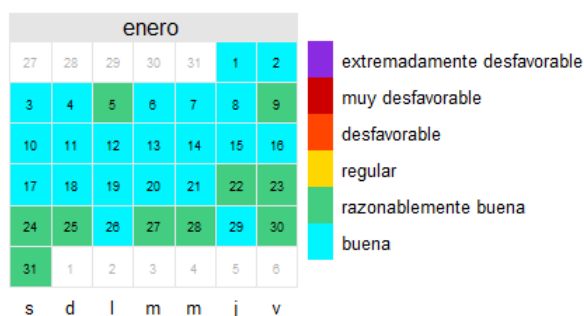 enero
27 28 29 30 31 1 2
3 4 5 6 7 8 9
10 11 12 13 14 15 16
17 18 19 20 21 22 23
24 25 26 27 28 29 30
31 1 2 3 4 5 6
s d l m m j v
extremadamente desfavorable
muy desfavorable
desfavorable
regular
razonablemente buena
buena